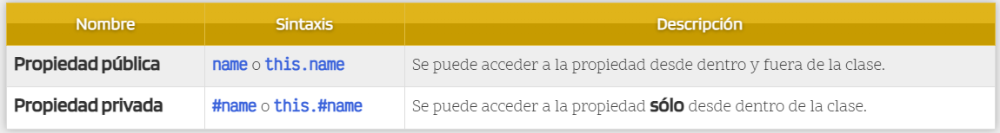 Nombre Sintaxis Descripción
Propiedad pública name o this.name Se puede acceder a la propiedad desde dentro y fuera de la clase.
Propiedad privada #name o this.#name Se puede acceder a la propiedad sólo desde dentro de la clase.